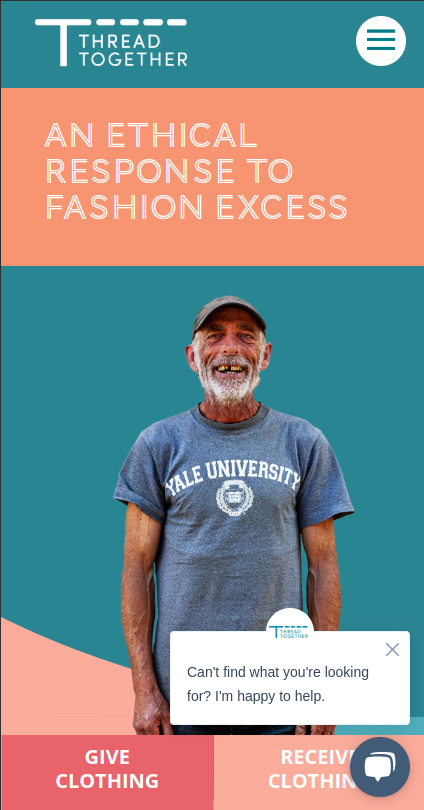 THREAD
TOGETHER
AN ETHICAL
RESPONSE TO
FASHION EXCESS
YALE UNIVERSITY
THREAD
TOGETHER
Can't find what you're looking
for? I'm happy to help.
GIVE
CLOTHING
RECEIVE
CLOTHIN